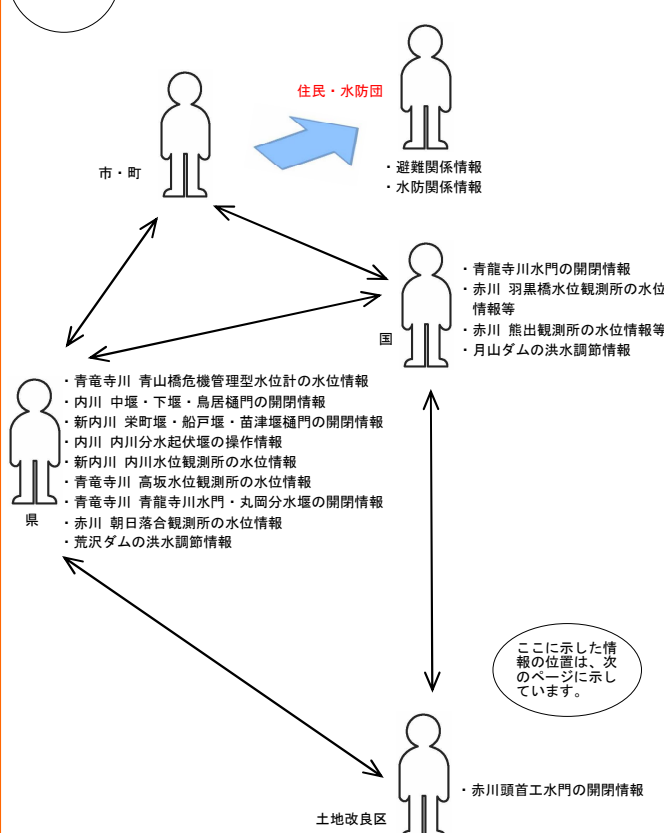 住民・水防団
市・町
・避難関係情報
・水防関係情報
・青龍寺川水門の開閉情報
・赤川 羽黒橋水位観測所の水位
情報等
・赤川 熊出観測所の水位情報等
・月山ダムの洪水調節情報
国
・青竜寺川 青山橋危機管理型水位計の水位情報
・内川 中堰・下堰・鳥居樋門の開閉情報
・新内川 栄町堰・船戸堰・苗津堰樋門の開閉情報
・内川 内川分水起伏堰の操作情報
・新内川 内川水位観測所の水位情報
・青竜寺川 高坂水位観測所の水位情報
・青竜寺川 青龍寺川水門・丸岡分水堰の開閉情報
・赤川 朝日落合観測所の水位情報
・荒沢ダムの洪水調節情報
県
ここに示した情
報の位置は、次
のページに示し
ています。
・赤川頭首工水門の開閉情報
土地改良区